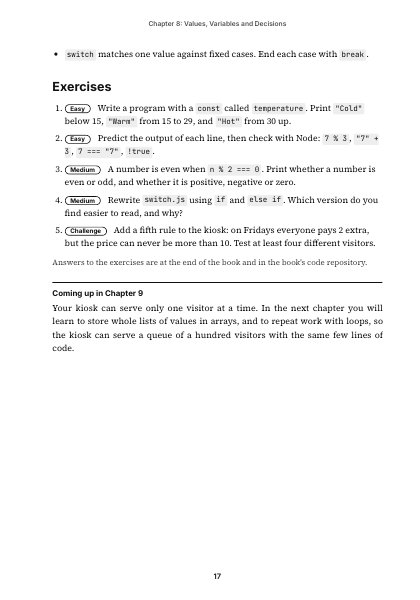 Chapter 8: Values, Variables and Decisions
• switch matches one value against fixed cases. End each case with break.
Exercises
1. Easy Write a program with a const called temperature. Print "Cold"
below 15, "Warm" from 15 to 29, and "Hot" from 30 up.
2. Easy Predict the output of each line, then check with Node: 7 % 3, "7" +
3, 7 === "7", !true.
3. Medium A number is even when n % 2 === 0. Print whether a number is
even or odd, and whether it is positive, negative or zero.
4. Medium Rewrite switch.js using if and else if. Which version do you
find easier to read, and why?
5. Challenge Add a fifth rule to the kiosk: on Fridays everyone pays 2 extra,
but the price can never be more than 10. Test at least four different visitors.
Answers to the exercises are at the end of the book and in the book's code repository.
Coming up in Chapter 9
Your kiosk can serve only one visitor at a time. In the next chapter you will
learn to store whole lists of values in arrays, and to repeat work with loops, so
the kiosk can serve a queue of a hundred visitors with the same few lines of
code.
17